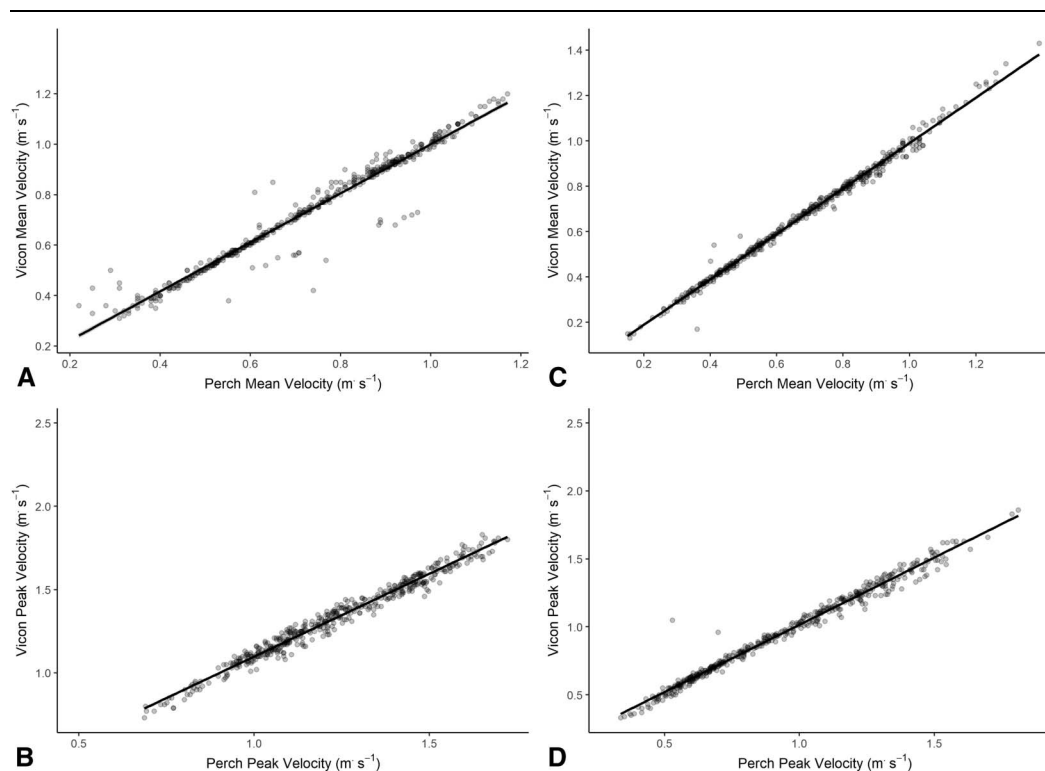 1.2
1.0
0.8
0.6
0.4
0.2
Vicon Mean Velocity (m· s⁻¹)
0.2 0.4 0.6 0.8 1.0 1.2
Perch Mean Velocity (m· s⁻¹)
A
1.4
1.2
1.0
0.8
0.6
0.4
0.2
Vicon Mean Velocity (m· s⁻¹)
0.2 0.4 0.6 0.8 1.0 1.2
Perch Mean Velocity (m· s⁻¹)
C
2.5
2.0
1.5
1.0
Vicon Peak Velocity (m· s⁻¹)
0.5 1.0 1.5
Perch Peak Velocity (m· s⁻¹)
B
2.5
2.0
1.5
1.0
0.5
Vicon Peak Velocity (m· s⁻¹)
0.5 1.0 1.5
Perch Peak Velocity (m· s⁻¹)
D